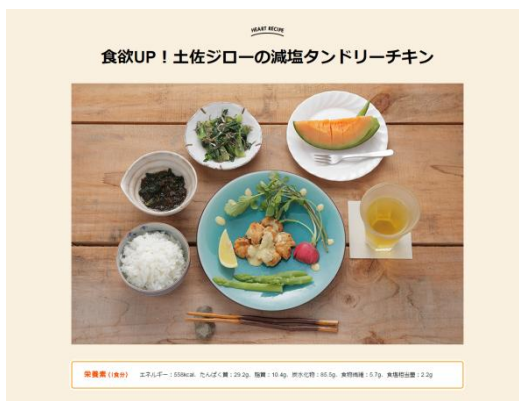 HEART RECIPE
食欲UP!土佐ジローの減塩タンドリーチキン
栄養素(1食分) エネルギー:558kcal、たんぱく質:29.2g、脂質:10.4g、炭水化物:85.5g、食物繊維:5.7g、食塩相当量:2.2g